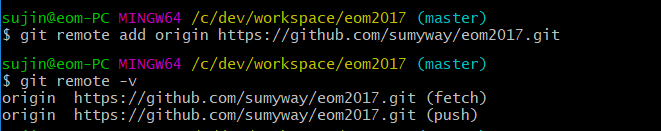 sujin@eom-PC MINGW64 /c/dev/workspace/eom2017 (master)
$ git remote add origin https://github.com/sumyway/eom2017.git
sujin@eom-PC MINGW64 /c/dev/workspace/eom2017 (master)
$ git remote -v
origin  https://github.com/sumyway/eom2017.git (fetch)
origin  https://github.com/sumyway/eom2017.git (push)